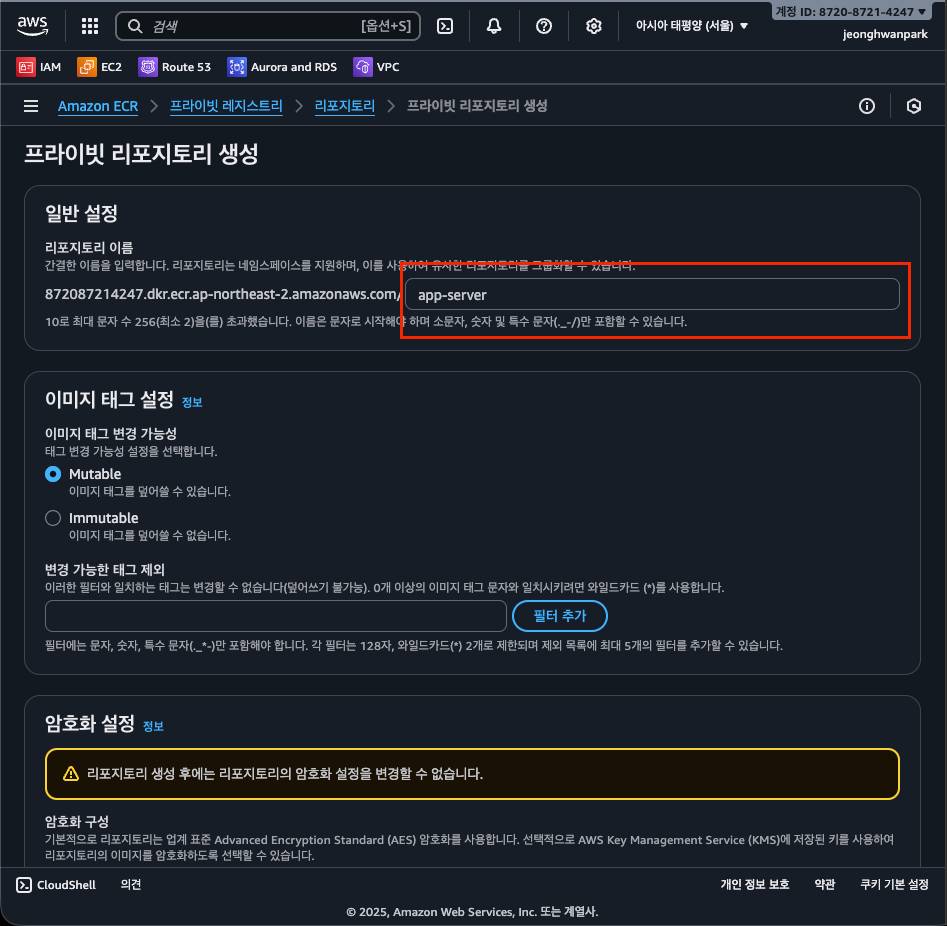 aws
검색
[옵션+S]
아시아 태평양 (서울) ▼
계정 ID: 8720-8721-4247 ▼
jeonghwanpark
IAM
EC2
Route 53
Aurora and RDS
VPC
Amazon ECR > 프라이빗 레지스트리 > 리포지토리 > 프라이빗 리포지토리 생성
프라이빗 리포지토리 생성
일반 설정
리포지토리 이름
간결한 이름을 입력합니다. 리포지토리는 네임스페이스를 지원하며, 이를 사용하여 유사한 리포지토리를 그룹화할 수 있습니다.
872087214247.dkr.ecr.ap-northeast-2.amazonaws.com/
app-server
10로 최대 문자 수 256(최소 2)을(를) 초과했습니다. 이름은 문자로 시작해야 하며 소문자, 숫자 및 특수 문자(._-/)만 포함할 수 있습니다.
이미지 태그 설정 정보
이미지 태그 변경 가능성
태그 변경 가능성 설정을 선택합니다.
Mutable
이미지 태그를 덮어쓸 수 있습니다.
Immutable
이미지 태그를 덮어쓸 수 없습니다.
변경 가능한 태그 제외
이러한 필터와 일치하는 태그는 변경할 수 없습니다(덮어쓰기 불가능). 0개 이상의 이미지 태그 문자와 일치시키려면 와일드카드 (*)를 사용합니다.
필터 추가
필터에는 문자, 숫자, 특수 문자(._*-)만 포함해야 합니다. 각 필터는 128자, 와일드카드(*) 2개로 제한되며 제외 목록에 최대 5개의 필터를 추가할 수 있습니다.
암호화 설정 정보
리포지토리 생성 후에는 리포지토리의 암호화 설정을 변경할 수 없습니다.
암호화 구성
기본적으로 리포지토리는 업계 표준 Advanced Encryption Standard (AES) 암호화를 사용합니다. 선택적으로 AWS Key Management Service (KMS)에 저장된 키를 사용하여
리포지토리의 이미지를 암호화하도록 선택할 수 있습니다.
CloudShell
의견
개인 정보 보호
약관
쿠키 기본 설정
© 2025, Amazon Web Services, Inc. 또는 계열사.